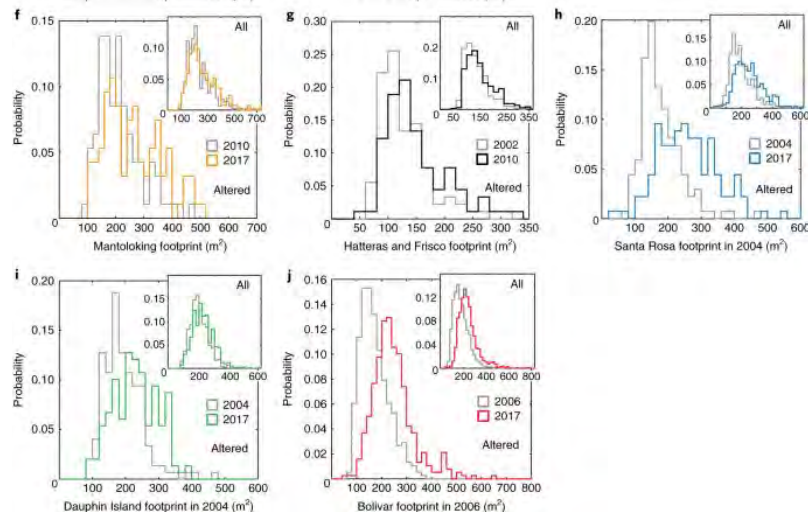 f
All
0.15
0.10
0.05
0
100 300 500 700
0.15
0.10
0.05
Probability
2010
2017
Altered
0 100 200 300 400 500 600 700
Mantoloking footprint (m²)
g
All
0.2
0.1
0
50 150 250 350
0.30
0.25
0.20
0.15
0.10
0.05
Probability
2002
2010
Altered
0 50 100 150 200 250 300 350
Hatteras and Frisco footprint (m²)
h
All
0.15
0.10
0.05
0
200 400 600
0.20
0.15
0.10
0.05
Probability
2004
2017
Altered
0 100 200 300 400 500 600
Santa Rosa footprint in 2004 (m²)
i
All
0.15
0.10
0.05
0
200 400 600
0.20
0.15
0.10
0.05
Probability
2004
2017
Altered
0 100 200 300 400 500 600
Dauphin Island footprint in 2004 (m²)
j
All
0.12
0.08
0.04
0
200 400 600 800
0.16
0.14
0.12
0.10
0.08
0.06
0.04
0.02
Probability
2006
2017
Altered
0 100 200 300 400 500 600 700 800
Bolivar footprint in 2006 (m²)